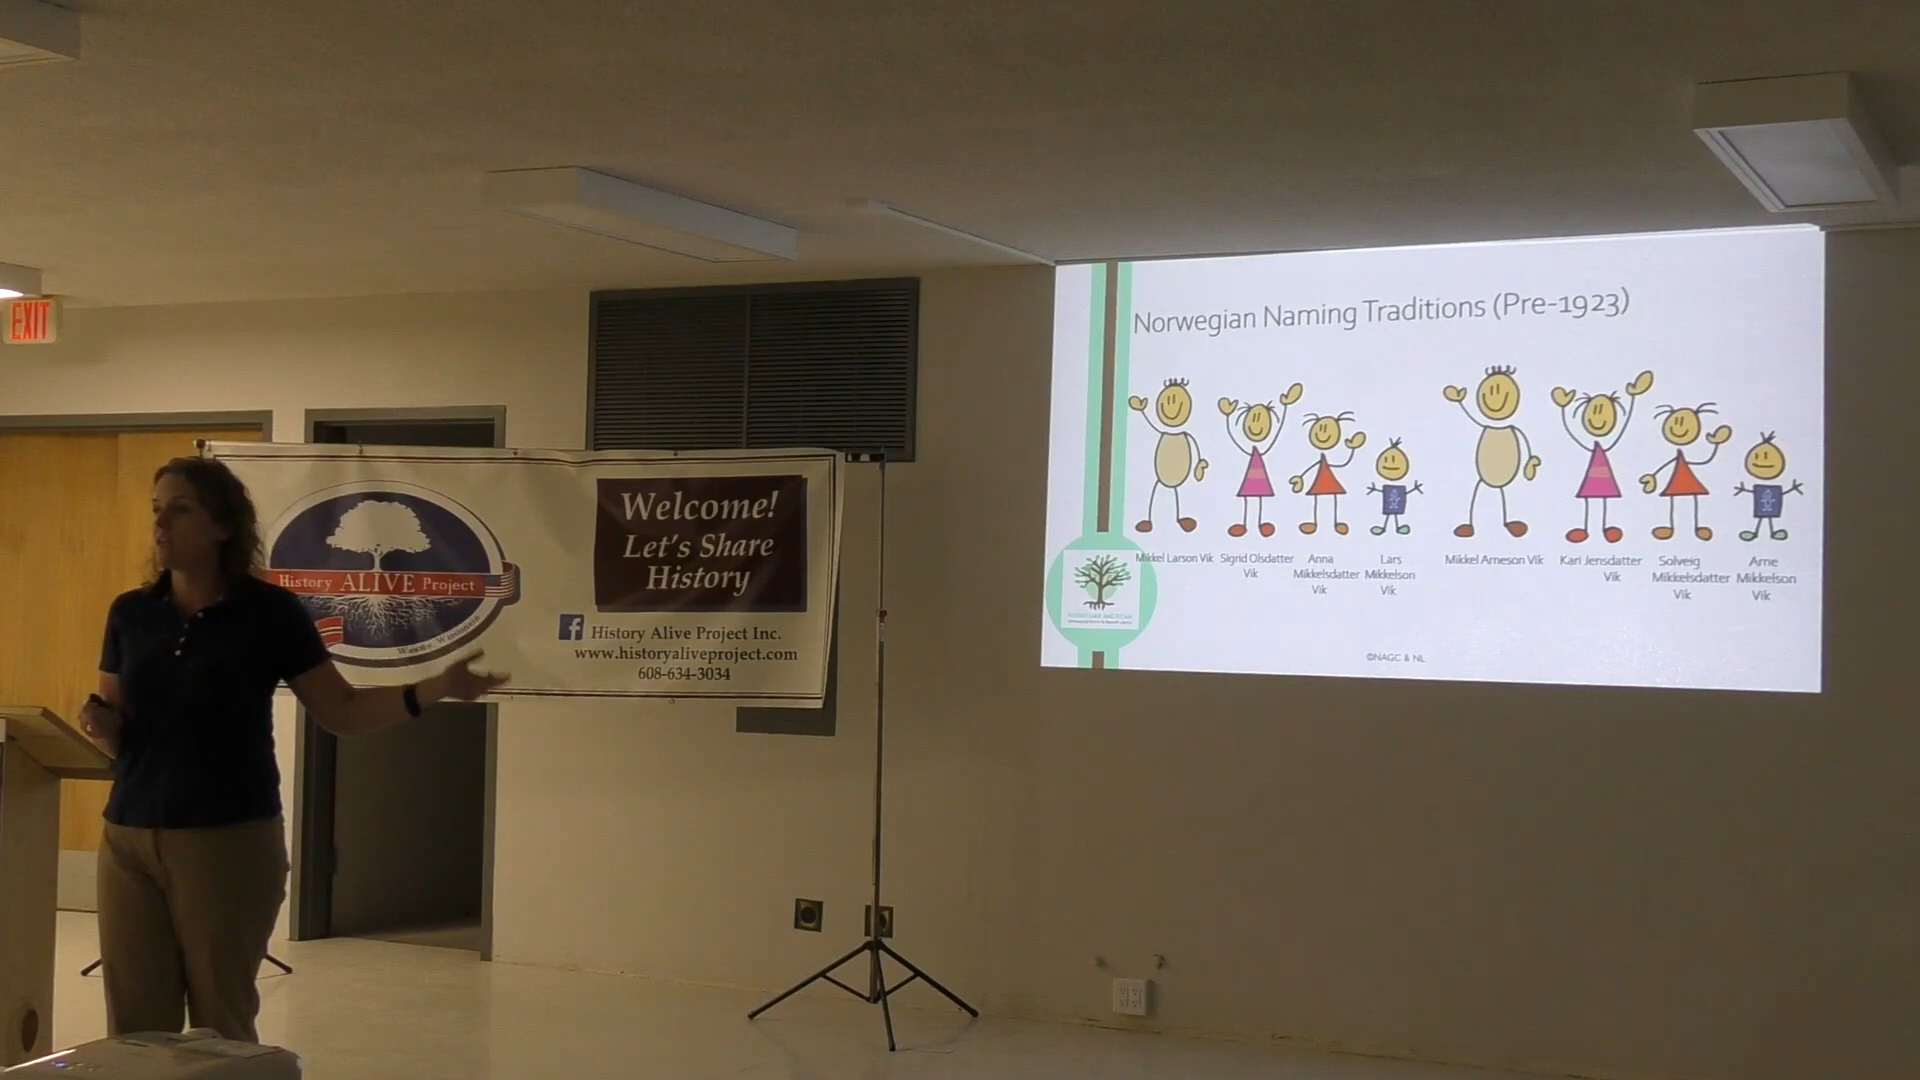 EXIT
History ALIVE Project
Welcome!
Let's Share
History
History Alive Project Inc.
www.historyaliveproject.com
608-634-3034
Norwegian Naming Traditions (Pre-1923)
Mikkel Larson Vik
Sigrid Olsdatter
Vik
Anna
Mikkelsdatter
Vik
Lars
Mikkelson
Vik
Mikkel Arneson Vik
Kari Jensdatter
Vik
Solveig
Mikkelsdatter
Vik
Arne
Mikkelson
Vik
©NAGC & NL